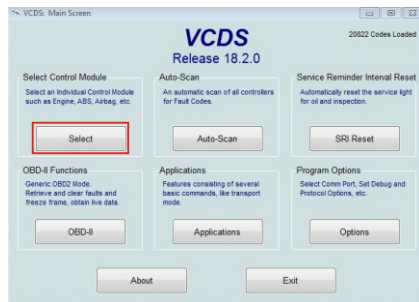 VCDS: Main Screen
VCDS
Release 18.2.0
20822 Codes Loaded
Select Control Module
Select an Individual Control Module
such as Engine, ABS, Airbag, etc.
Select
Auto-Scan
An automatic scan of all controllers
for Fault Codes.
Auto-Scan
Service Reminder Interval Reset
Automatically reset the service light
for oil and inspection.
SRI Reset
OBD-II Functions
Generic OBD2 Mode.
Retrieve and clear faults and
freeze frame, obtain live data.
OBD-II
Applications
Features consisting of several
basic commands, like transport
mode.
Applications
Program Options
Select Comm Port, Set Debug and
Protocol Options, etc.
Options
About
Exit